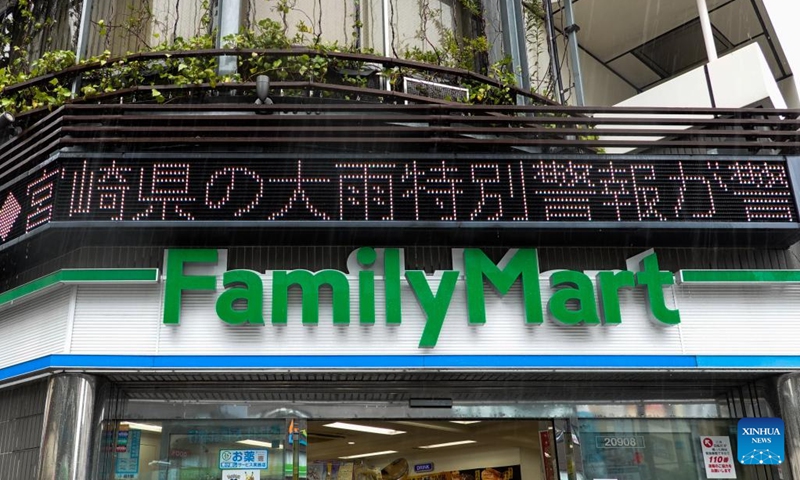 宮崎県の大雨特別警報が警
FamilyMart
お薬
20908
110番
XINHUA
NEWS